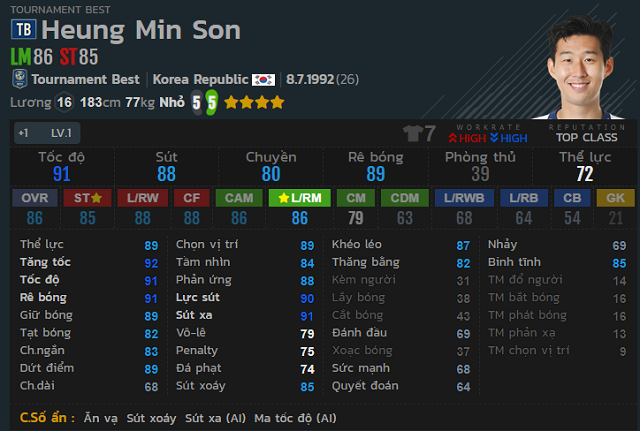 TOURNAMENT BEST
TB Heung Min Son
LM 86 ST 85
Tournament Best Korea Republic 8.7.1992 (26)
Lương 16 183cm 77kg Nhỏ 5 5
+1 LV.1 7 WORKRATE HIGH HIGH REPUTATION TOP CLASS
Tốc độ Sút Chuyền Rê bóng Phòng thủ Thể lực
91 88 80 89 39 72
OVR ST L/RW CF CAM L/RM CM CDM L/RWB L/RB CB GK
86 85 88 88 86 86 79 63 68 64 54 21
Thể lực 89 Chọn vị trí 89 Khéo léo 87 Nhảy 69
Tăng tốc 92 Tầm nhìn 84 Thăng bằng 82 Bình tĩnh 85
Tốc độ 91 Phản ứng 88 Kèm người 31 TM đổ người 14
Rê bóng 91 Lực sút 90 Lấy bóng 38 TM bắt bóng 16
Giữ bóng 89 Sút xa 91 Cắt bóng 43 TM phát bóng 16
Tạt bóng 82 Vô-lê 79 Đánh đầu 69 TM phản xạ 13
Ch.ngắn 83 Penalty 75 Xoạc bóng 37 TM chọn vị trí 9
Dứt điểm 89 Đá phạt 74 Sức mạnh 68
Ch.dài 68 Sút xoáy 85 Quyết đoán 64
C.Số ẩn : Ăn vạ Sút xoáy Sút xa (AI) Ma tốc độ (AI)